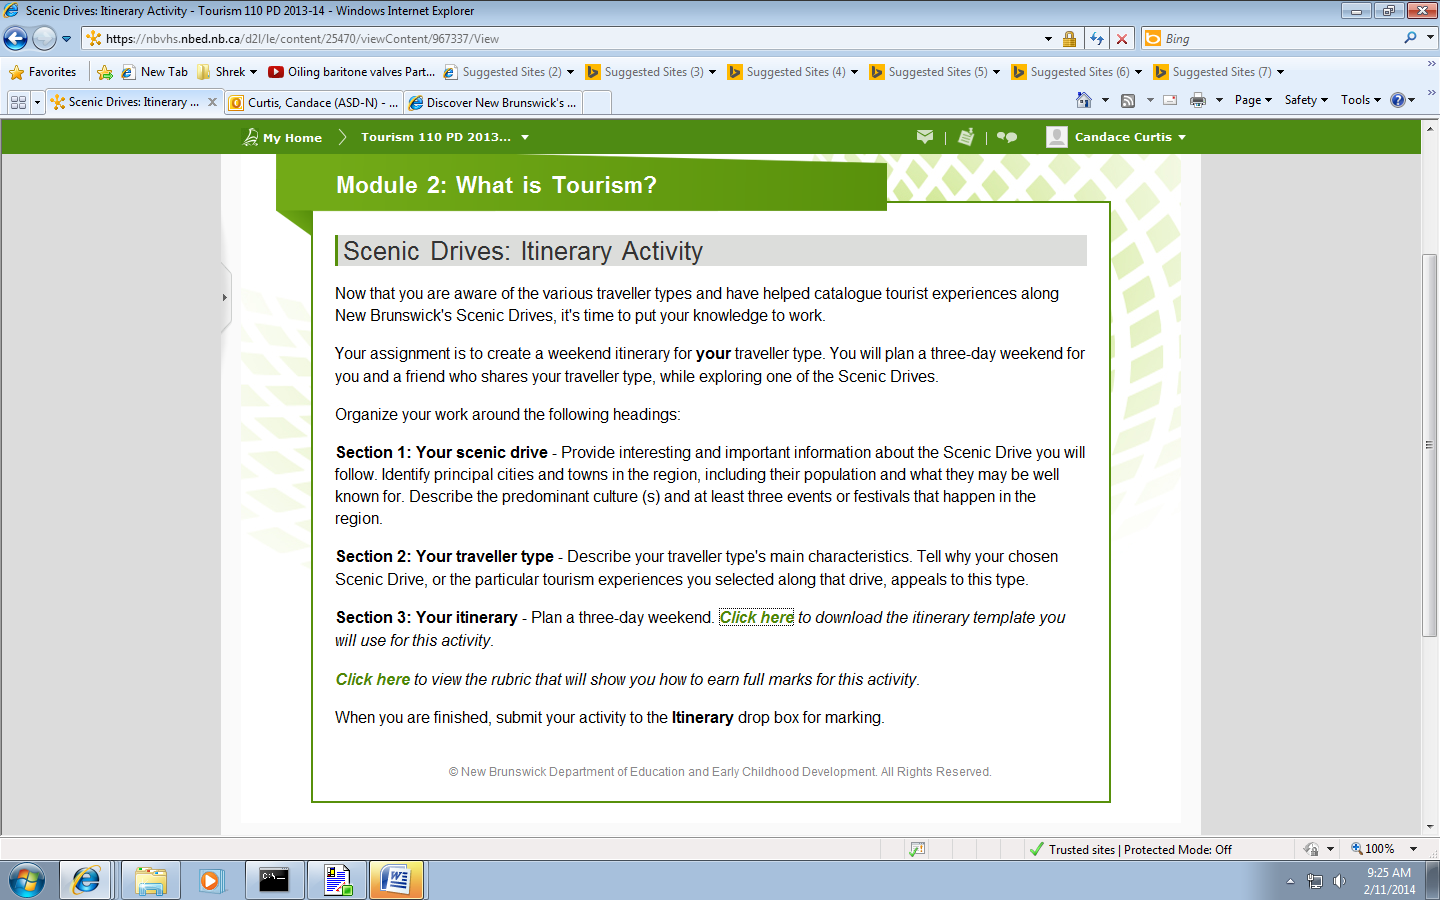 Scenic Drives: Itinerary Activity - Tourism 110 PD 2013-14 - Windows Internet Explorer
https://nbvhs.nbed.nb.ca/d2l/le/content/25470/viewContent/967337/View
Bing
Favorites New Tab Shrek Oiling baritone valves Part... Suggested Sites (2) Suggested Sites (3) Suggested Sites (4) Suggested Sites (5) Suggested Sites (6) Suggested Sites (7)
Scenic Drives: Itinerary ... Curtis, Candace (ASD-N) - ... Discover New Brunswick's ... Page Safety Tools
My Home Tourism 110 PD 2013... Candace Curtis
Module 2: What is Tourism?
Scenic Drives: Itinerary Activity
Now that you are aware of the various traveller types and have helped catalogue tourist experiences along
New Brunswick's Scenic Drives, it's time to put your knowledge to work.
Your assignment is to create a weekend itinerary for your traveller type. You will plan a three-day weekend for
you and a friend who shares your traveller type, while exploring one of the Scenic Drives.
Organize your work around the following headings:
Section 1: Your scenic drive - Provide interesting and important information about the Scenic Drive you will
follow. Identify principal cities and towns in the region, including their population and what they may be well
known for. Describe the predominant culture (s) and at least three events or festivals that happen in the
region.
Section 2: Your traveller type - Describe your traveller type's main characteristics. Tell why your chosen
Scenic Drive, or the particular tourism experiences you selected along that drive, appeals to this type.
Section 3: Your itinerary - Plan a three-day weekend. Click here to download the itinerary template you
will use for this activity.
Click here to view the rubric that will show you how to earn full marks for this activity.
When you are finished, submit your activity to the Itinerary drop box for marking.
© New Brunswick Department of Education and Early Childhood Development. All Rights Reserved.
Trusted sites | Protected Mode: Off 100%
9:25 AM
2/11/2014